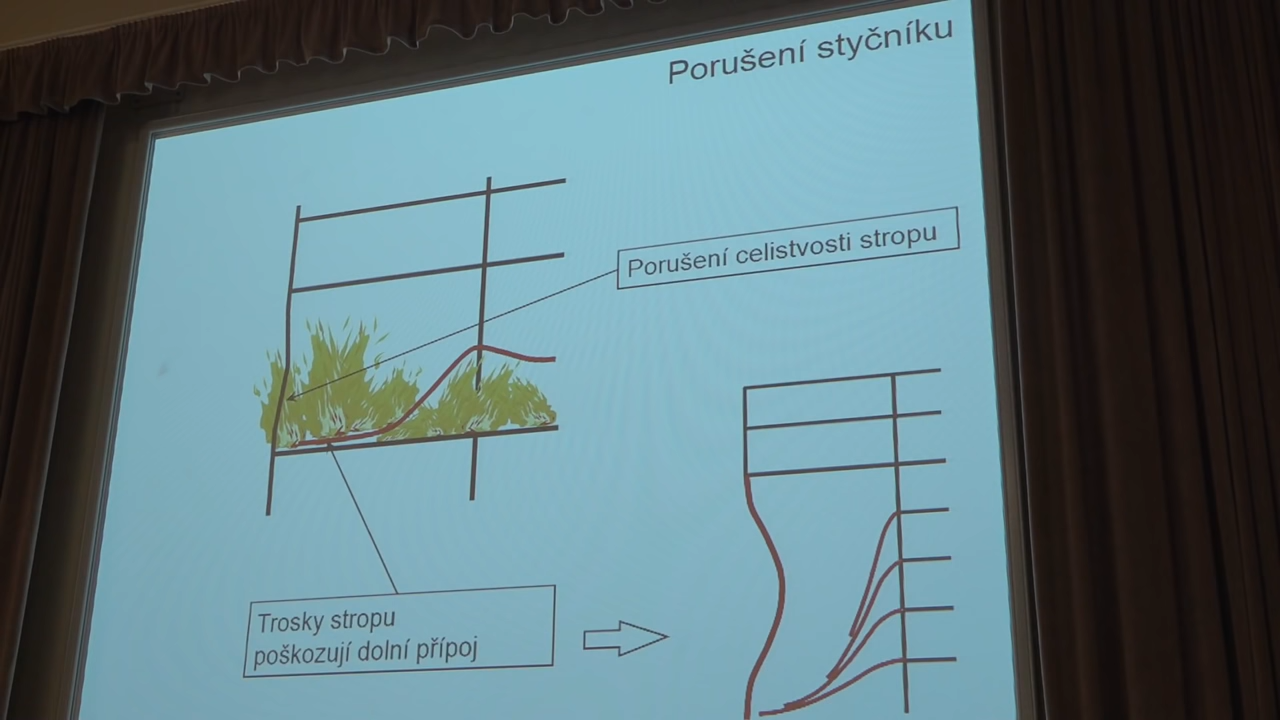 Porušení styčníku
Porušení celistvosti stropu
Trosky stropu
poškozují dolní přípoj